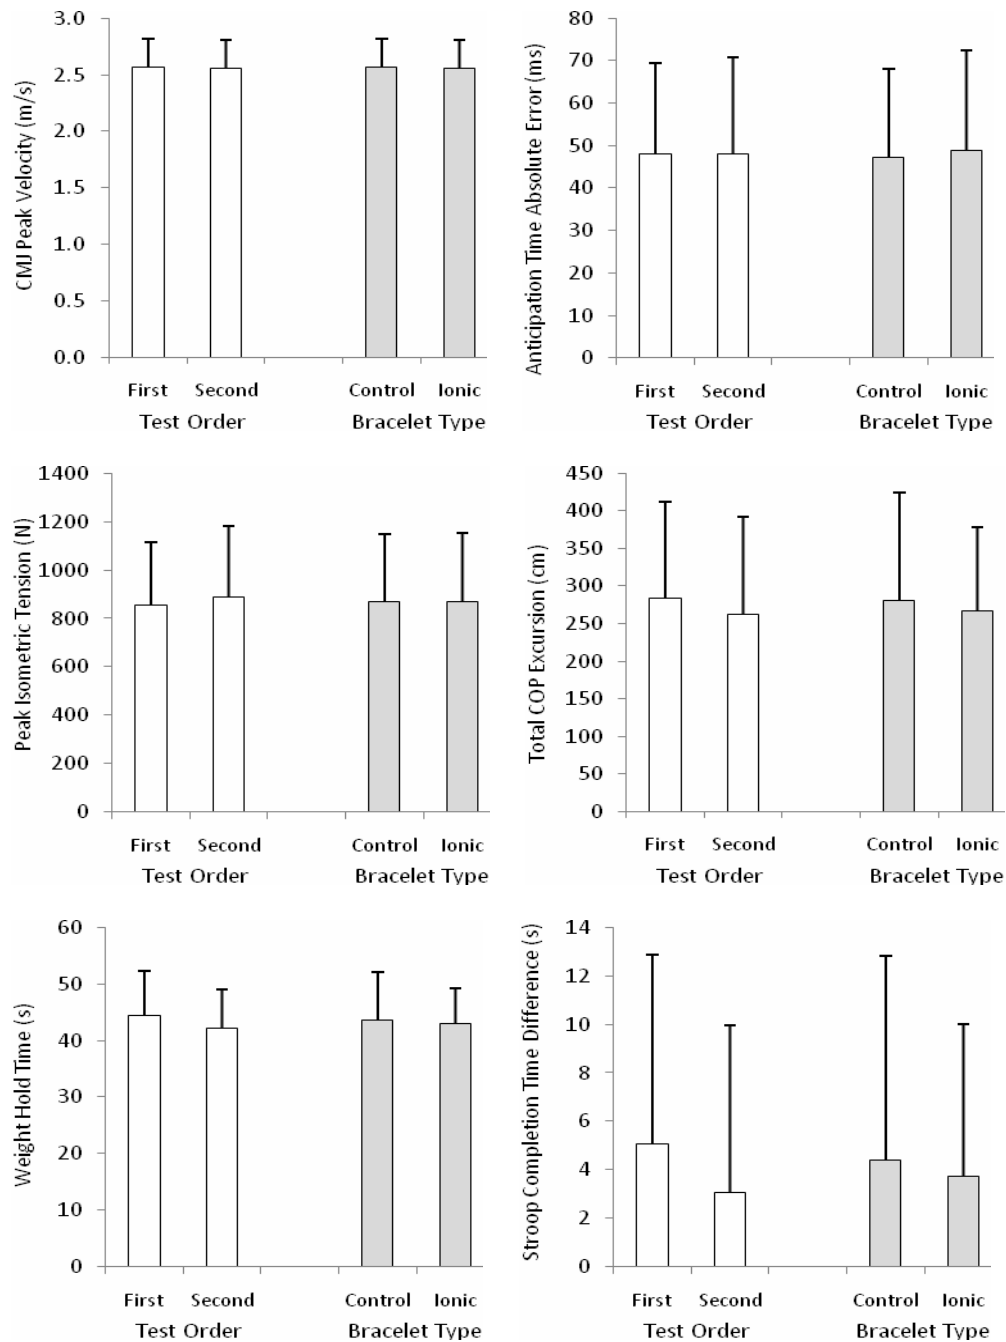 CMJ Peak Velocity (m/s)
3.0
2.5
2.0
1.5
1.0
0.5
0.0
First Second Control Ionic
Test Order Bracelet Type
Anticipation Time Absolute Error (ms)
80
70
60
50
40
30
20
10
0
First Second Control Ionic
Test Order Bracelet Type
Peak Isometric Tension (N)
1400
1200
1000
800
600
400
200
0
First Second Control Ionic
Test Order Bracelet Type
Total COP Excursion (cm)
450
400
350
300
250
200
150
100
50
0
First Second Control Ionic
Test Order Bracelet Type
Weight Hold Time (s)
60
50
40
30
20
10
0
First Second Control Ionic
Test Order Bracelet Type
Stroop Completion Time Difference (s)
14
12
10
8
6
4
2
0
First Second Control Ionic
Test Order Bracelet Type